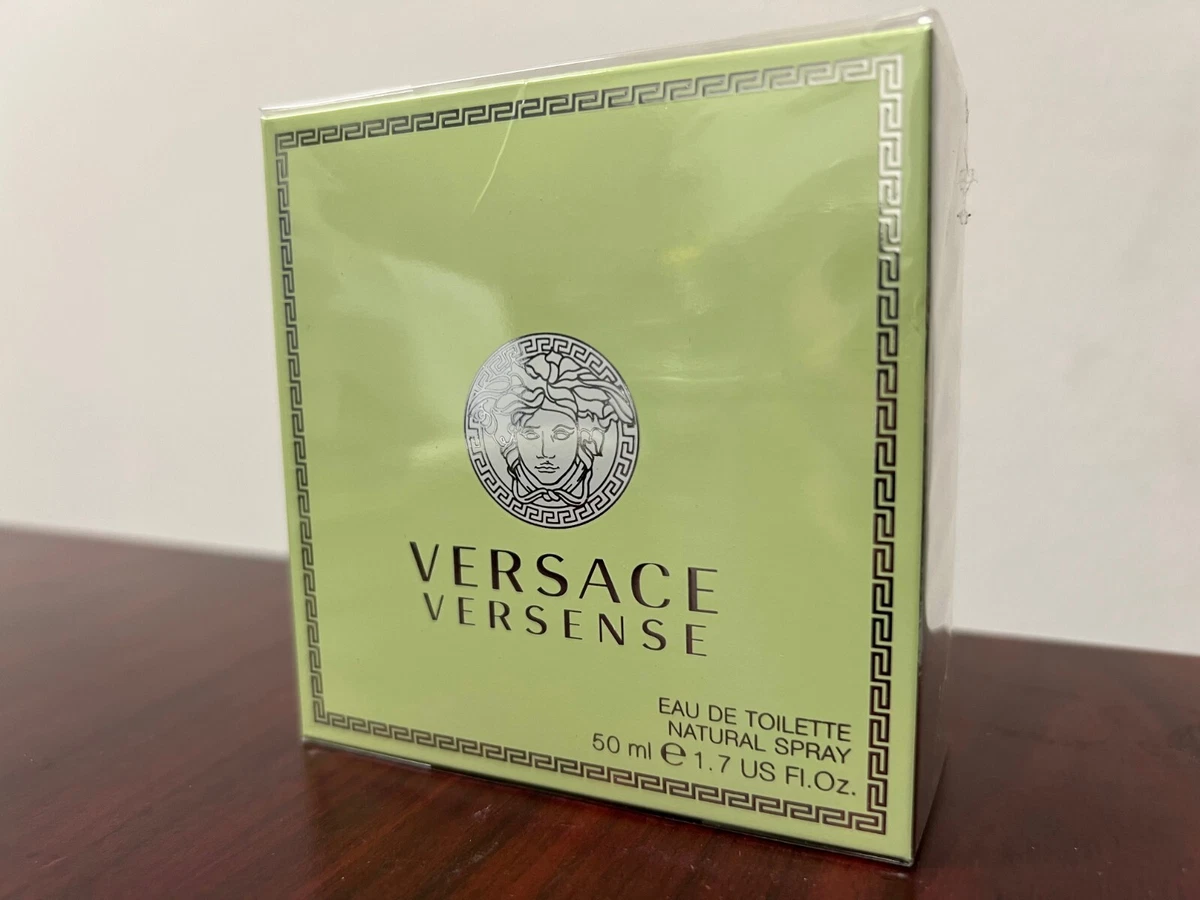 VERSACE
VERSENSE
EAU DE TOILETTE
NATURAL SPRAY
50 ml ℮ 1.7 US Fl.Oz.